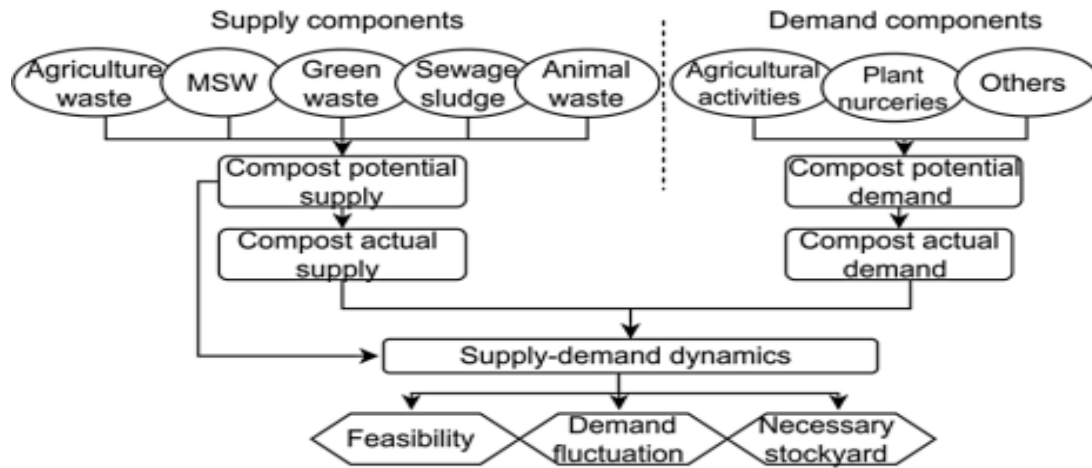 Supply components
Demand components
Agriculture
waste
MSW
Green
waste
Sewage
sludge
Animal
waste
Agricultural
activities
Plant
nurceries
Others
Compost potential
supply
Compost potential
demand
Compost actual
supply
Compost actual
demand
Supply-demand dynamics
Feasibility
Demand
fluctuation
Necessary
stockyard